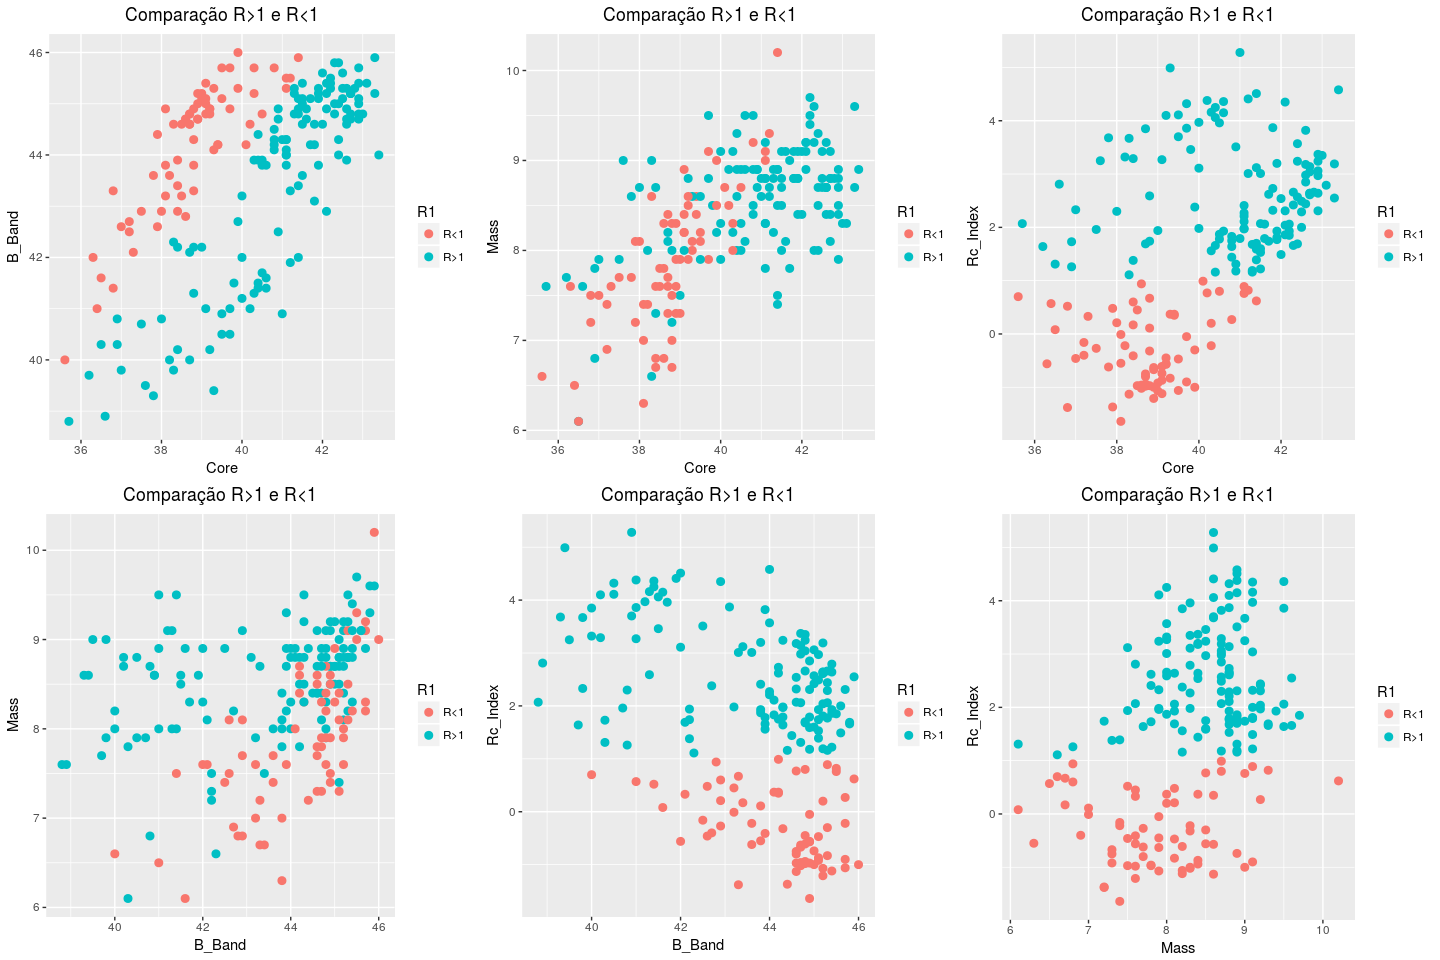 Comparação R>1 e R<1
B_Band
46
44
42
40
36
38
40
42
Core
R1
R<1
R>1
Comparação R>1 e R<1
Mass
10
9
8
7
6
36
38
40
42
Core
R1
R<1
R>1
Comparação R>1 e R<1
Rc_Index
4
2
0
36
38
40
42
Core
R1
R<1
R>1
Comparação R>1 e R<1
Mass
10
9
8
7
6
40
42
44
46
B_Band
R1
R<1
R>1
Comparação R>1 e R<1
Rc_Index
4
2
0
40
42
44
46
B_Band
R1
R<1
R>1
Comparação R>1 e R<1
Rc_Index
4
2
0
6
7
8
9
10
Mass
R1
R<1
R>1